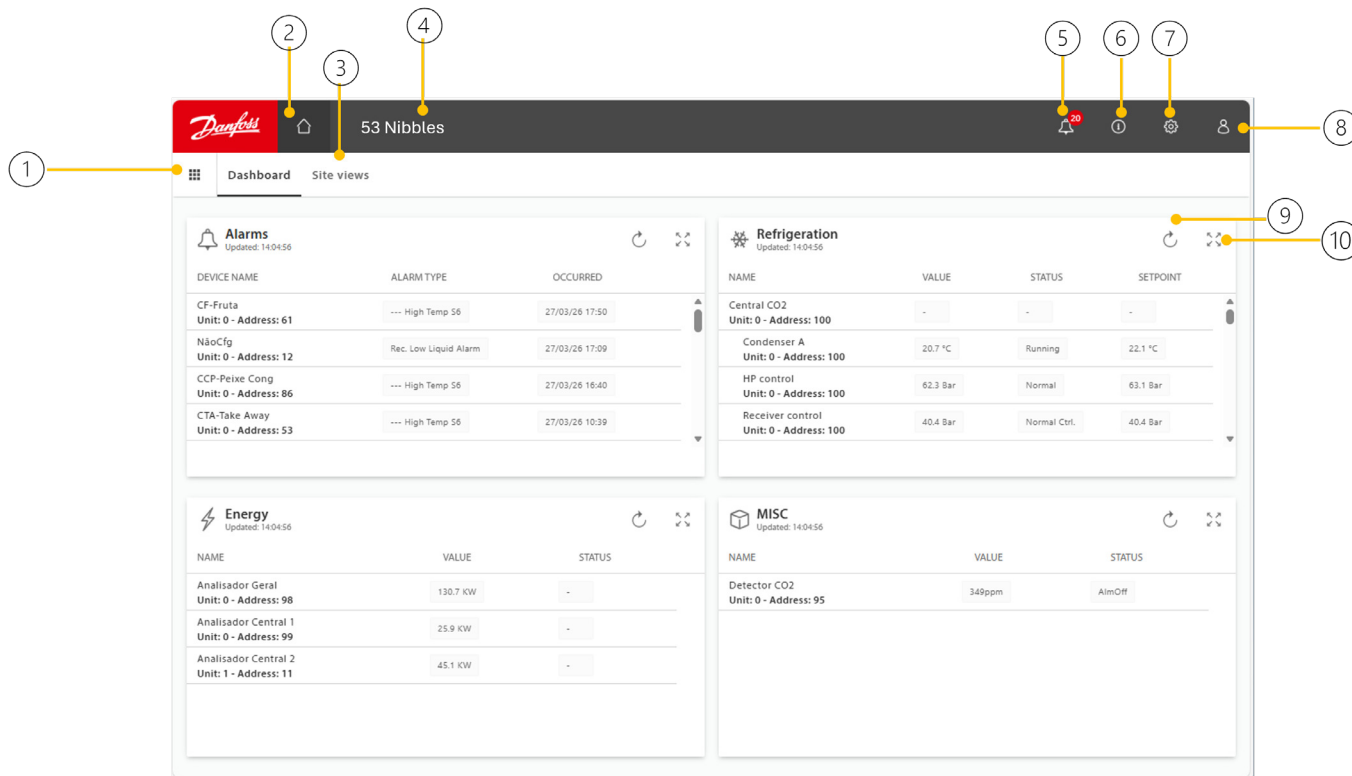 2
4
3
5
6
7
8
1
9
10
Danfoss
53 Nibbles
20
Dashboard Site views
Alarms
Updated: 14:04:56
DEVICE NAME ALARM TYPE OCCURRED
CF-Fruta
Unit: 0 - Address: 61
--- High Temp S6
27/03/26 17:50
NãoCfg
Unit: 0 - Address: 12
Rec. Low Liquid Alarm
27/03/26 17:09
CCP-Peixe Cong
Unit: 0 - Address: 86
--- High Temp S6
27/03/26 16:40
CTA-Take Away
Unit: 0 - Address: 53
--- High Temp S6
27/03/26 10:39
Refrigeration
Updated: 14:04:56
NAME VALUE STATUS SETPOINT
Central CO2
Unit: 0 - Address: 100
- - -
Condenser A
Unit: 0 - Address: 100
20.7 °C Running 22.1 °C
HP control
Unit: 0 - Address: 100
62.3 Bar Normal 63.1 Bar
Receiver control
Unit: 0 - Address: 100
40.4 Bar Normal Ctrl. 40.4 Bar
Energy
Updated: 14:04:56
NAME VALUE STATUS
Analisador Geral
Unit: 0 - Address: 98
130.7 KW -
Analisador Central 1
Unit: 0 - Address: 99
25.9 KW -
Analisador Central 2
Unit: 1 - Address: 11
45.1 KW -
MISC
Updated: 14:04:56
NAME VALUE STATUS
Detector CO2
Unit: 0 - Address: 95
349ppm AlmOff